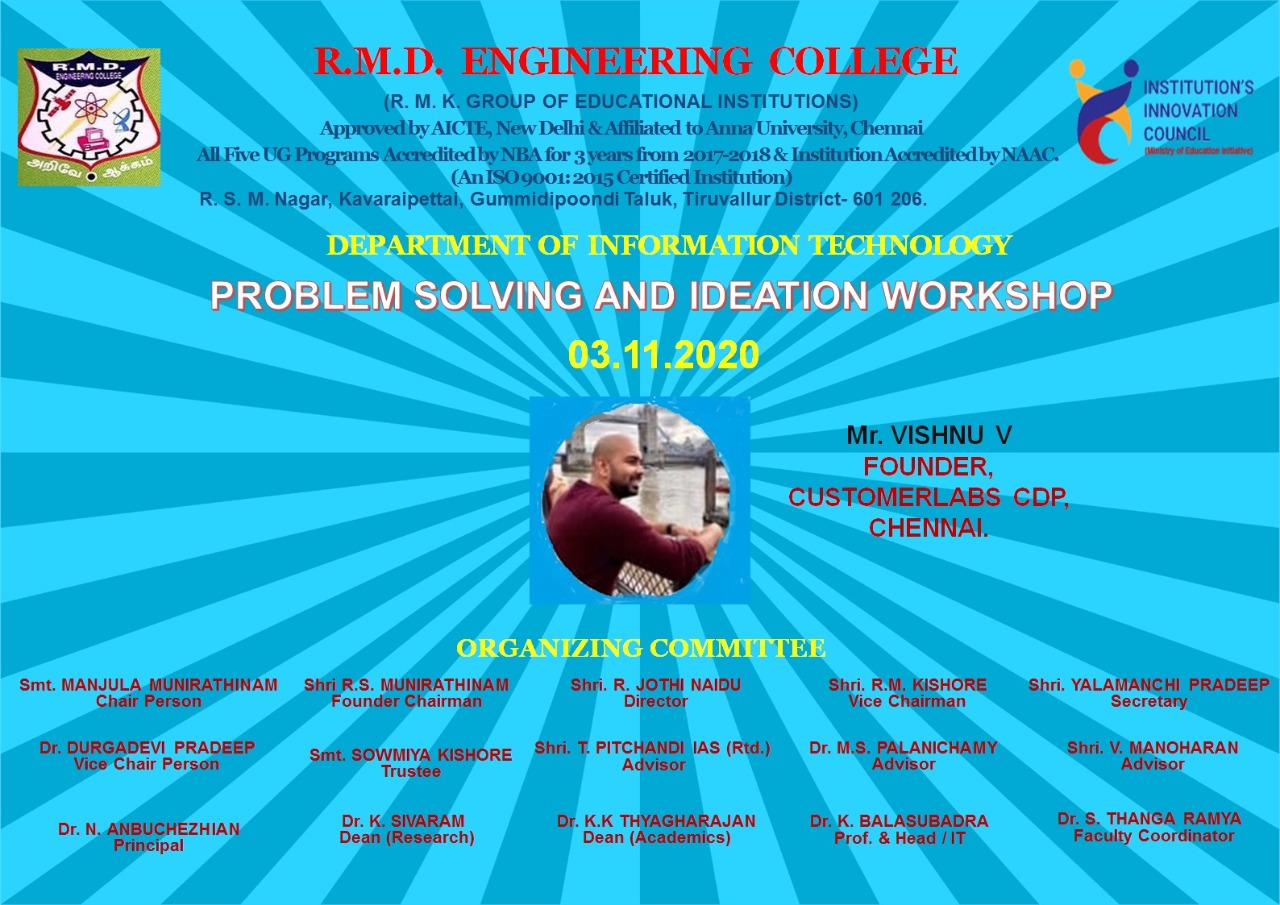 R.M.D.
ENGINEERING COLLEGE
அறிவே ஆக்கம்
R.M.D. ENGINEERING COLLEGE
(R. M. K. GROUP OF EDUCATIONAL INSTITUTIONS)
Approved by AICTE, New Delhi & Affiliated to Anna University, Chennai
All Five UG Programs Accredited by NBA for 3 years from 2017-2018 & Institution Accredited by NAAC.
(An ISO 9001: 2015 Certified Institution)
R. S. M. Nagar, Kavaraipettai, Gummidipoondi Taluk, Tiruvallur District- 601 206.
INSTITUTION'S
INNOVATION
COUNCIL
(Ministry of Education Initiative)
DEPARTMENT OF INFORMATION TECHNOLOGY
PROBLEM SOLVING AND IDEATION WORKSHOP
03.11.2020
Mr. VISHNU V
FOUNDER,
CUSTOMERLABS CDP,
CHENNAI.
ORGANIZING COMMITTEE
Smt. MANJULA MUNIRATHINAM
Chair Person
Shri R.S. MUNIRATHINAM
Founder Chairman
Shri. R. JOTHI NAIDU
Director
Shri. R.M. KISHORE
Vice Chairman
Shri. YALAMANCHI PRADEEP
Secretary
Dr. DURGADEVI PRADEEP
Vice Chair Person
Smt. SOWMIYA KISHORE
Trustee
Shri. T. PITCHANDI IAS (Rtd.)
Advisor
Dr. M.S. PALANICHAMY
Advisor
Shri. V. MANOHARAN
Advisor
Dr. N. ANBUCHEZHIAN
Principal
Dr. K. SIVARAM
Dean (Research)
Dr. K.K THYAGHARAJAN
Dean (Academics)
Dr. K. BALASUBADRA
Prof. & Head / IT
Dr. S. THANGA RAMYA
Faculty Coordinator